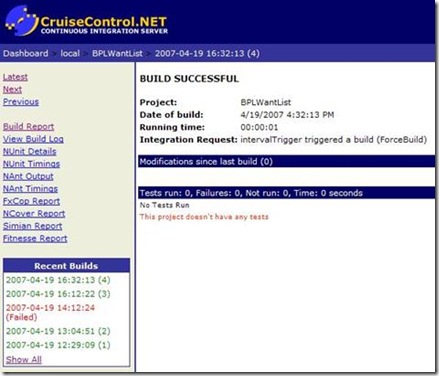 CruiseControl.NET
CONTINUOUS INTEGRATION SERVER
Dashboard > local > BPLWantList > 2007-04-19 16:32:13 (4)
Latest
Next
Previous
Build Report
View Build Log
NUnit Details
NUnit Timings
NAnt Output
NAnt Timings
FxCop Report
NCover Report
Simian Report
Fitnesse Report
Recent Builds
2007-04-19 16:32:13 (4)
2007-04-19 16:12:22 (3)
2007-04-19 14:12:24
(Failed)
2007-04-19 13:04:51 (2)
2007-04-19 12:29:09 (1)
Show All
BUILD SUCCESSFUL
Project: BPLWantList
Date of build: 4/19/2007 4:32:13 PM
Running time: 00:00:01
Integration Request: intervalTrigger triggered a build (ForceBuild)
Modifications since last build (0)
Tests run: 0, Failures: 0, Not run: 0, Time: 0 seconds
No Tests Run
This project doesn't have any tests